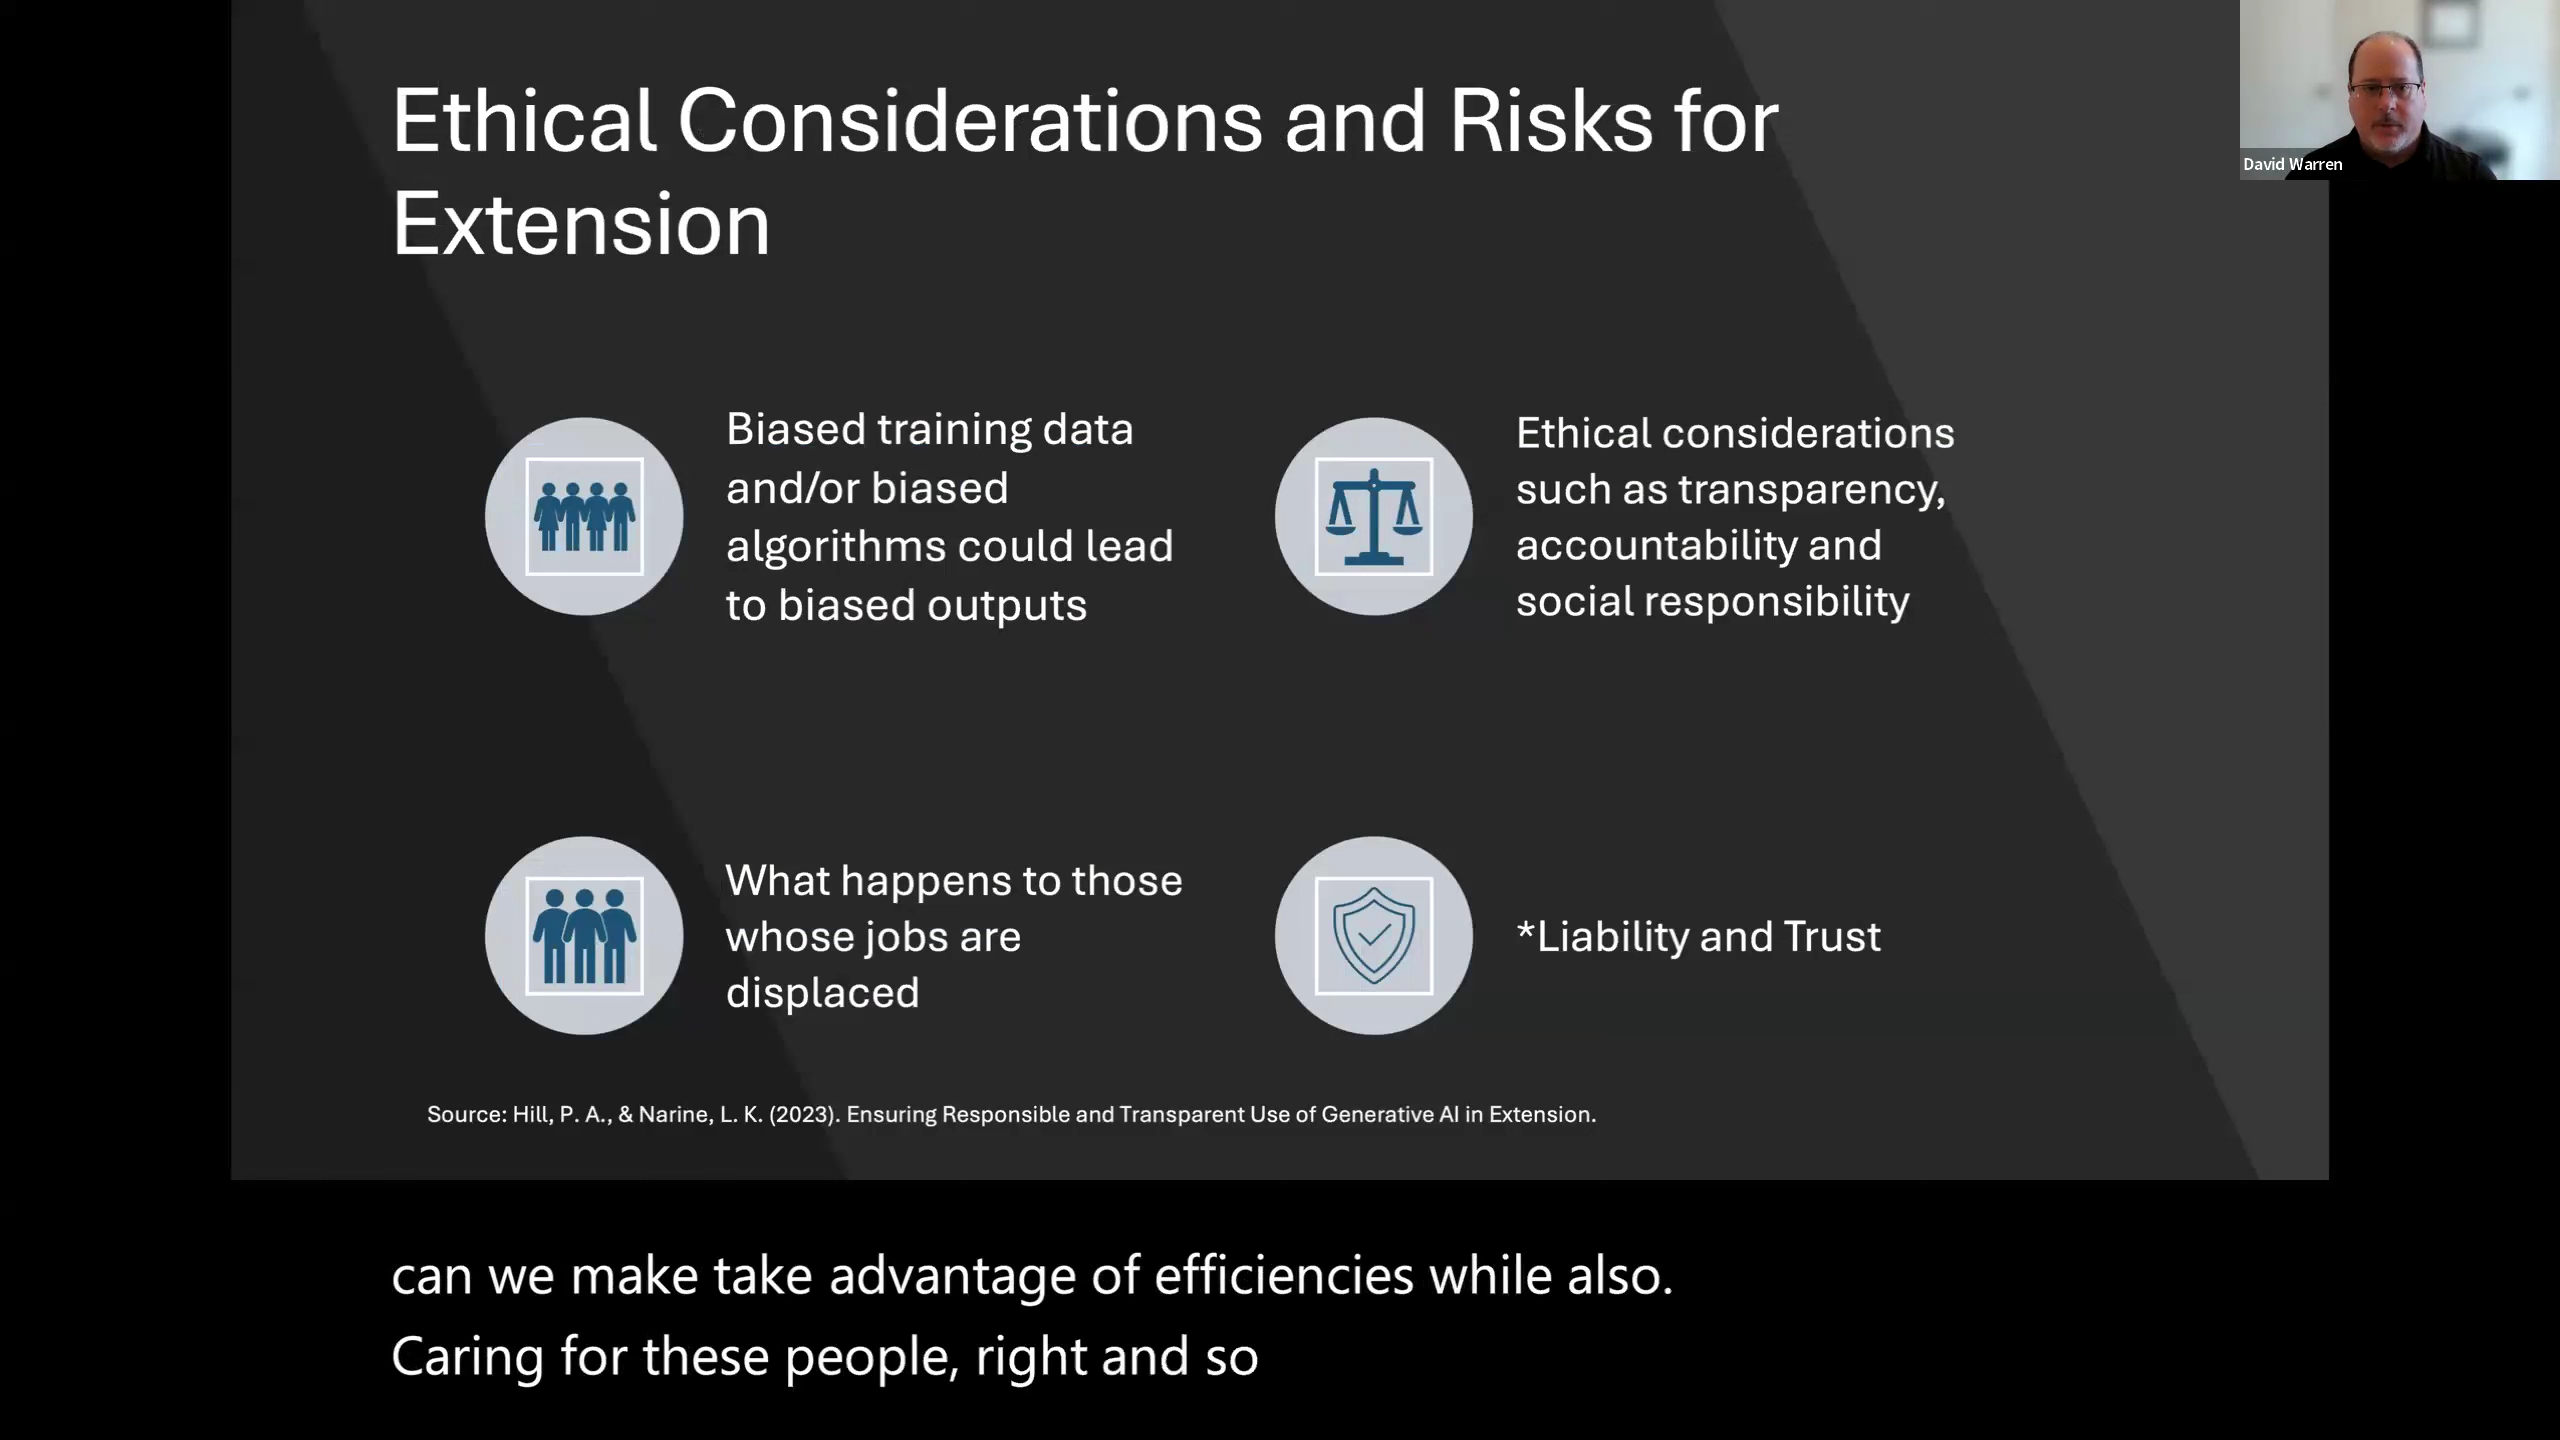 Ethical Considerations and Risks for
Extension
David Warren
Biased training data
and/or biased
algorithms could lead
to biased outputs
Ethical considerations
such as transparency,
accountability and
social responsibility
What happens to those
whose jobs are
displaced
*Liability and Trust
Source: Hill, P. A., & Narine, L. K. (2023). Ensuring Responsible and Transparent Use of Generative AI in Extension.
can we make take advantage of efficiencies while also.
Caring for these people, right and so